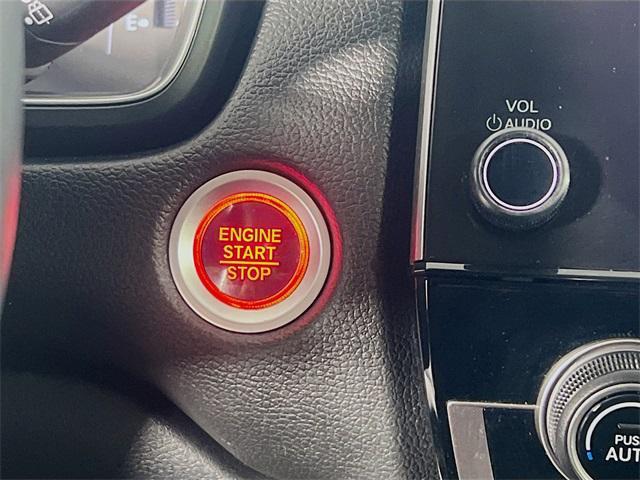 E
VOL
AUDIO
ENGINE
START
STOP
PUS
AUT